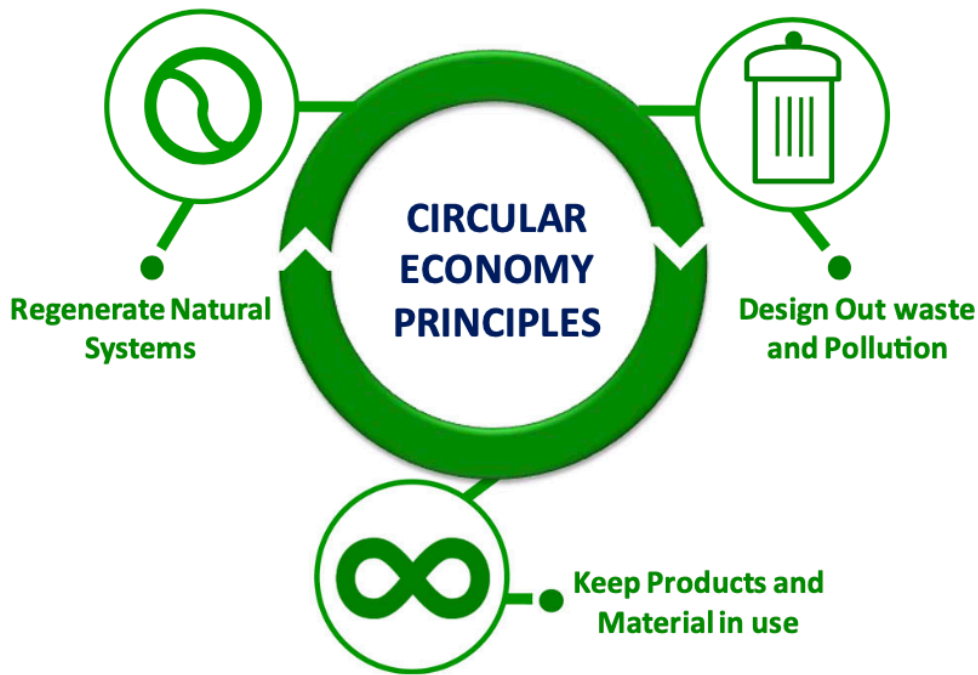 CIRCULAR
ECONOMY
PRINCIPLES
Regenerate Natural
Systems
Design Out waste
and Pollution
Keep Products and
Material in use